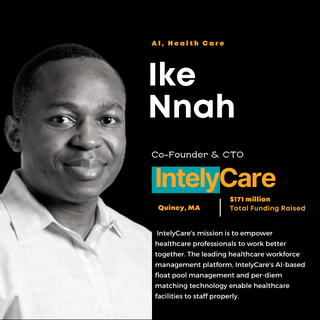 AI, Health Care
Ike
Nnah
Co-Founder & CTO
IntelyCare
Quincy, MA
$171 million
Total Funding Raised
IntelyCare's mission is to empower
healthcare professionals to work better
together. The leading healthcare workforce
management platform, IntelyCare's AI-based
float pool management and per-diem
matching technology enable healthcare
facilities to staff properly.